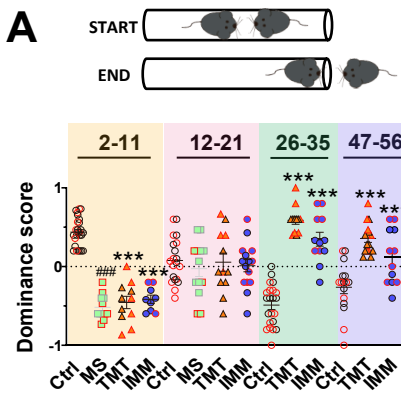 A
START
END
2-11 12-21 26-35 47-56
*** *** *** **
### *** *** *** ***
Dominance score
1
0
-1
Ctrl MS TMT IMM Ctrl MS TMT IMM Ctrl TMT IMM Ctrl TMT IMM